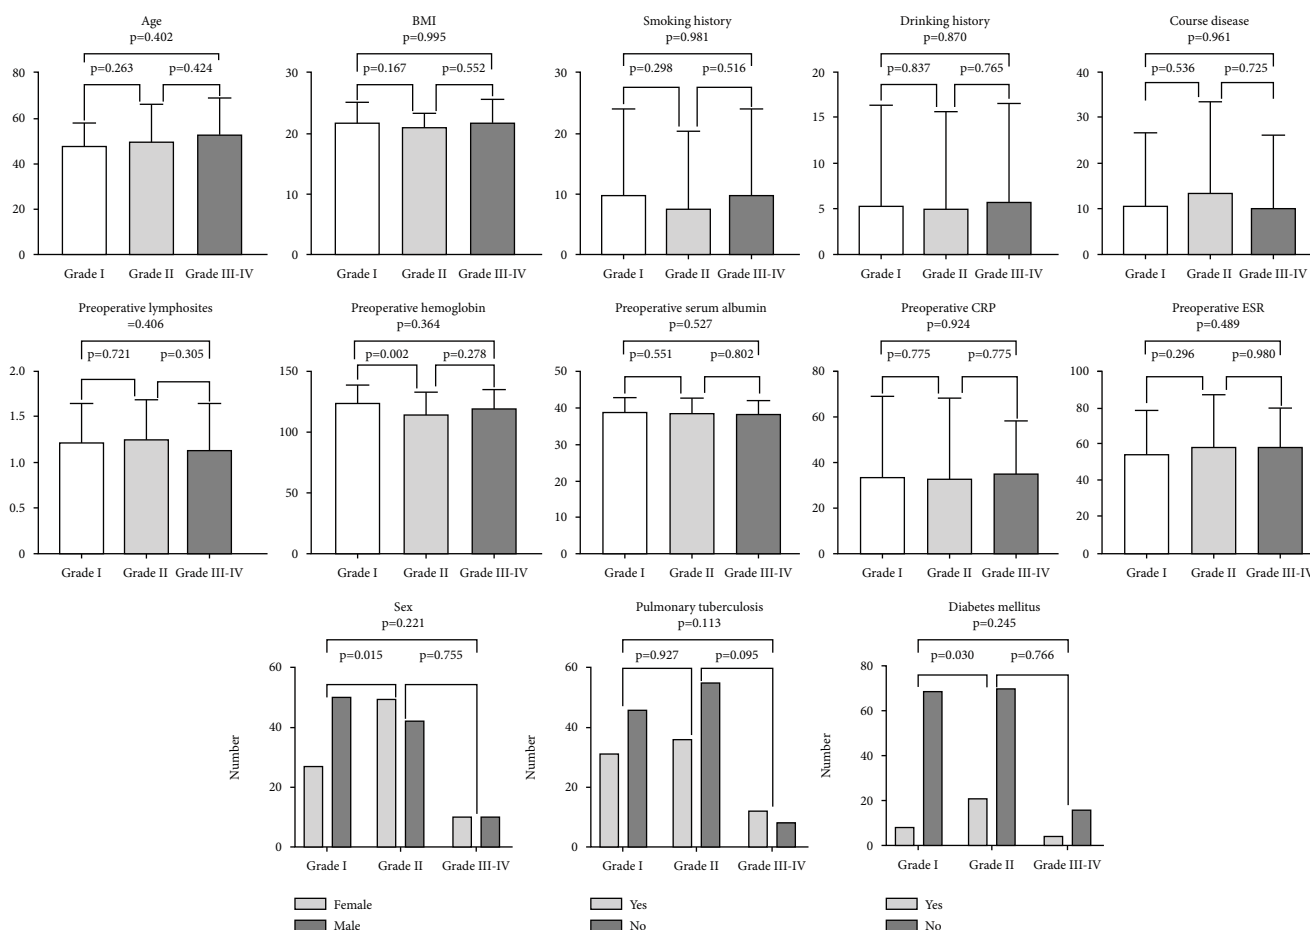 Age
p=0.402
p=0.263 p=0.424
80
60
40
20
0
Grade I Grade II Grade III-IV
BMI
p=0.995
p=0.167 p=0.552
30
20
10
0
Grade I Grade II Grade III-IV
Smoking history
p=0.981
p=0.298 p=0.516
30
20
10
0
Grade I Grade II Grade III-IV
Drinking history
p=0.870
p=0.837 p=0.765
20
15
10
5
0
Grade I Grade II Grade III-IV
Course disease
p=0.961
p=0.536 p=0.725
40
30
20
10
0
Grade I Grade II Grade III-IV
Preoperative lymphosites
=0.406
p=0.721 p=0.305
2.0
1.5
1.0
0.5
0
Grade I Grade II Grade III-IV
Preoperative hemoglobin
p=0.364
p=0.002 p=0.278
150
100
50
0
Grade I Grade II Grade III-IV
Preoperative serum albumin
p=0.527
p=0.551 p=0.802
50
40
30
20
10
0
Grade I Grade II Grade III-IV
Preoperative CRP
p=0.924
p=0.775 p=0.775
80
60
40
20
0
Grade I Grade II Grade III-IV
Preoperative ESR
p=0.489
p=0.296 p=0.980
100
80
60
40
20
0
Grade I Grade II Grade III-IV
Sex
p=0.221
p=0.015 p=0.755
60
40
20
0
Number
Grade I Grade II Grade III-IV
Female
Male
Pulmonary tuberculosis
p=0.113
p=0.927 p=0.095
60
40
20
0
Number
Grade I Grade II Grade III-IV
Yes
No
Diabetes mellitus
p=0.245
p=0.030 p=0.766
80
60
40
20
0
Number
Grade I Grade II Grade III-IV
Yes
No